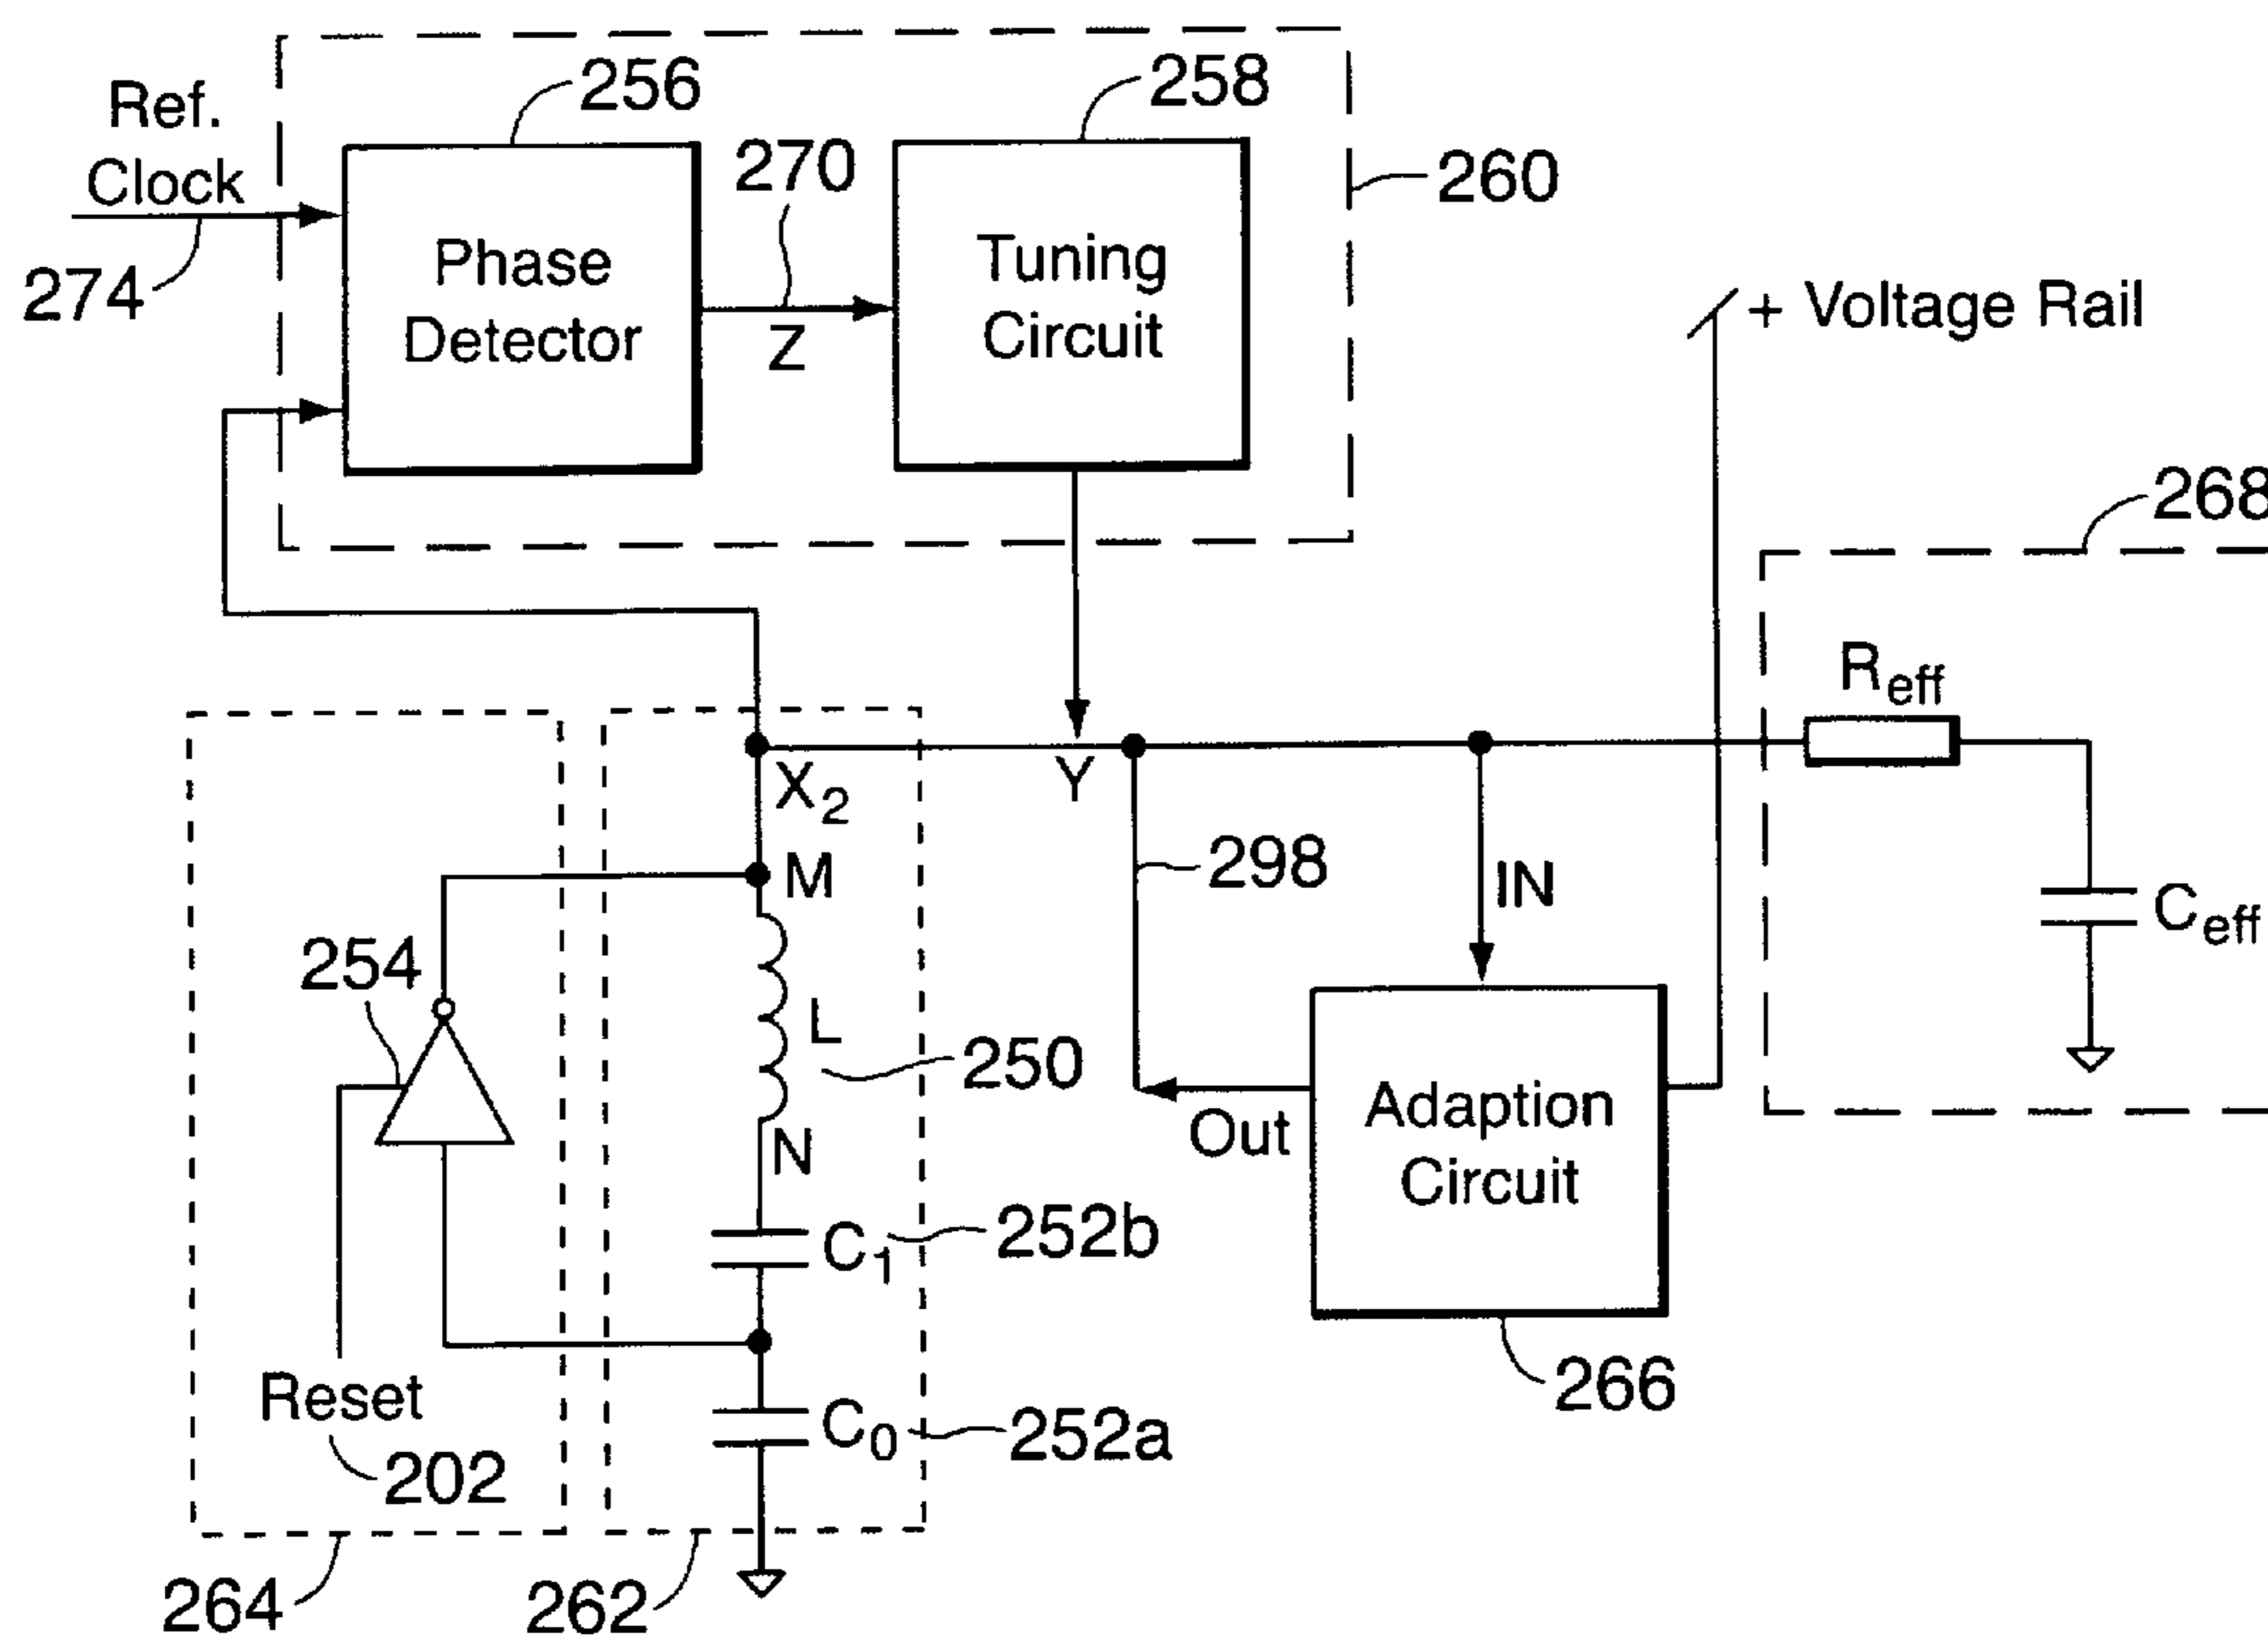 Ref.
Clock
274
256
270
258
260
Phase
Detector
Z
Tuning
Circuit
+ Voltage Rail
268
Reff
Ceff
X2
Y
M
298
IN
254
L
250
N
Out
Adaption
Circuit
C1
252b
266
Reset
202
C0
252a
264
262